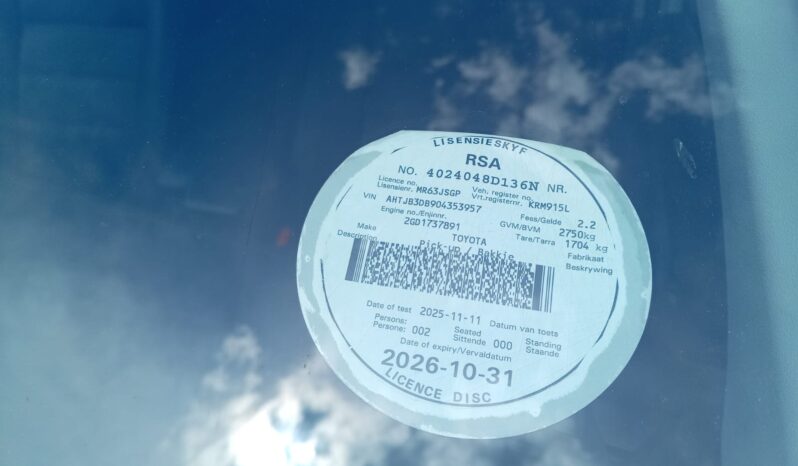 LISENSIESKYF
RSA
NO. 4024048D136N NR.
Licence no. Veh. register no.
Lisensienr. MR63JSGP Vrt.registernr. KRM915L
VIN AHTJB3DB904353957 Fees/Gelde 2.2
Engine no./Enjinnr. GVM/BVM 2750kg
2GD1737891 Tare/Tarra 1704 kg
Make TOYOTA Fabrikaat
Description Pick-up / Bakkie Beskrywing
Date of test 2025-11-11 Datum van toets
Persons: Seated Standing
Persone: 002 Sittende 000 Staande
Date of expiry/Vervaldatum
2026-10-31
LICENCE DISC